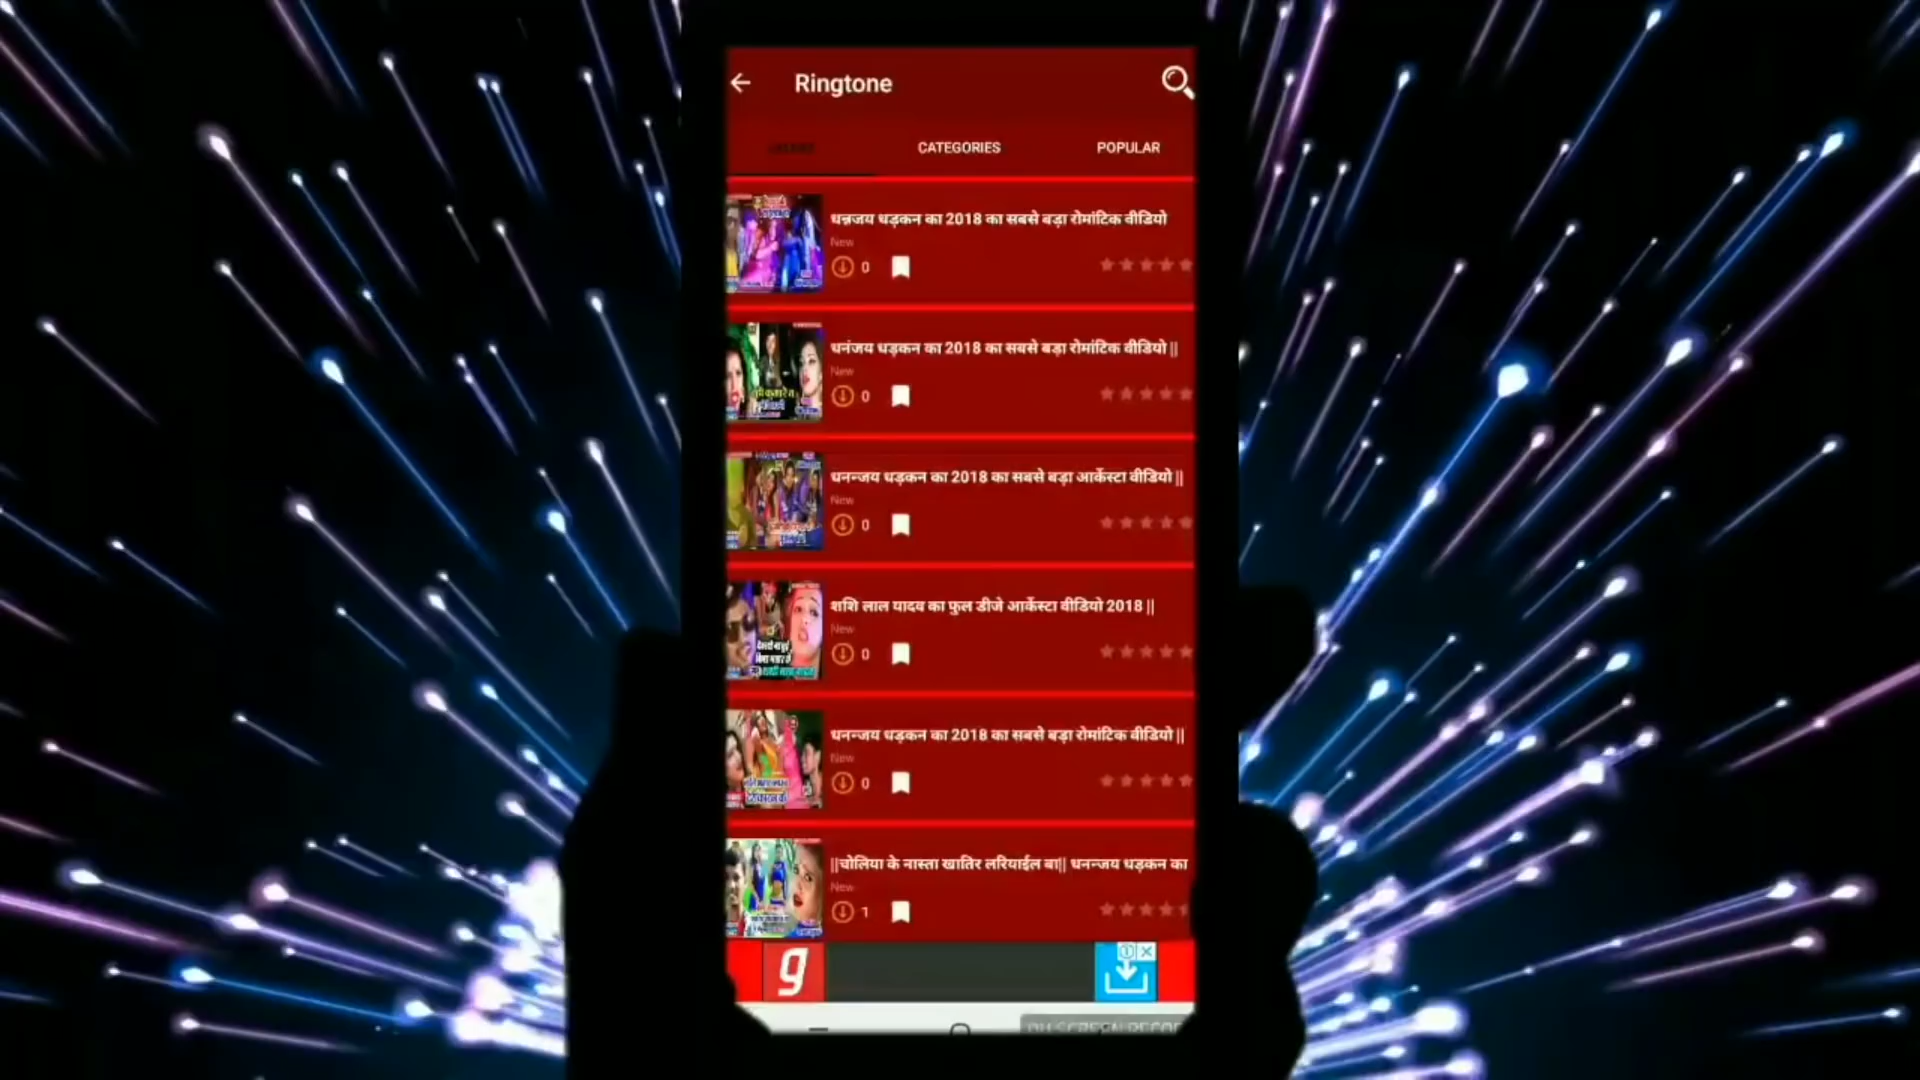 Ringtone
CATEGORIES
POPULAR
धन्नजय धड़कन का 2018 का सबसे बड़ा रोमांटिक वीडियो
New
0
धनंजय धड़कन का 2018 का सबसे बड़ा रोमांटिक वीडियो ||
New
0
धनन्जय धड़कन का 2018 का सबसे बड़ा आर्केस्टा वीडियो ||
New
0
शशि लाल यादव का फुल डीजे आर्केस्टा वीडियो 2018 ||
New
0
धनन्जय धड़कन का 2018 का सबसे बड़ा रोमांटिक वीडियो ||
New
0
||चोलिया के नास्ता खातिर लरियाईल बा|| धनन्जय धड़कन का
New
1
g